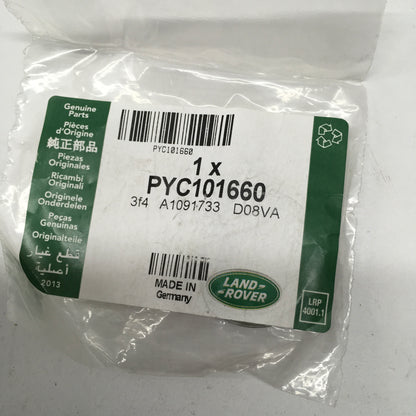 Genuine
Parts
Pièces
d'Origine
純正部品
Piezas
Originales
Ricambi
Originali
Originele
Onderdelen
Peças
Genuínas
Originalteile
قطع غيار
أصلية
2013
PYC101660
1 x
PYC101660
3f4 A1091733 D08VA
MADE IN
Germany
LAND-
ROVER
LRP
4001.1